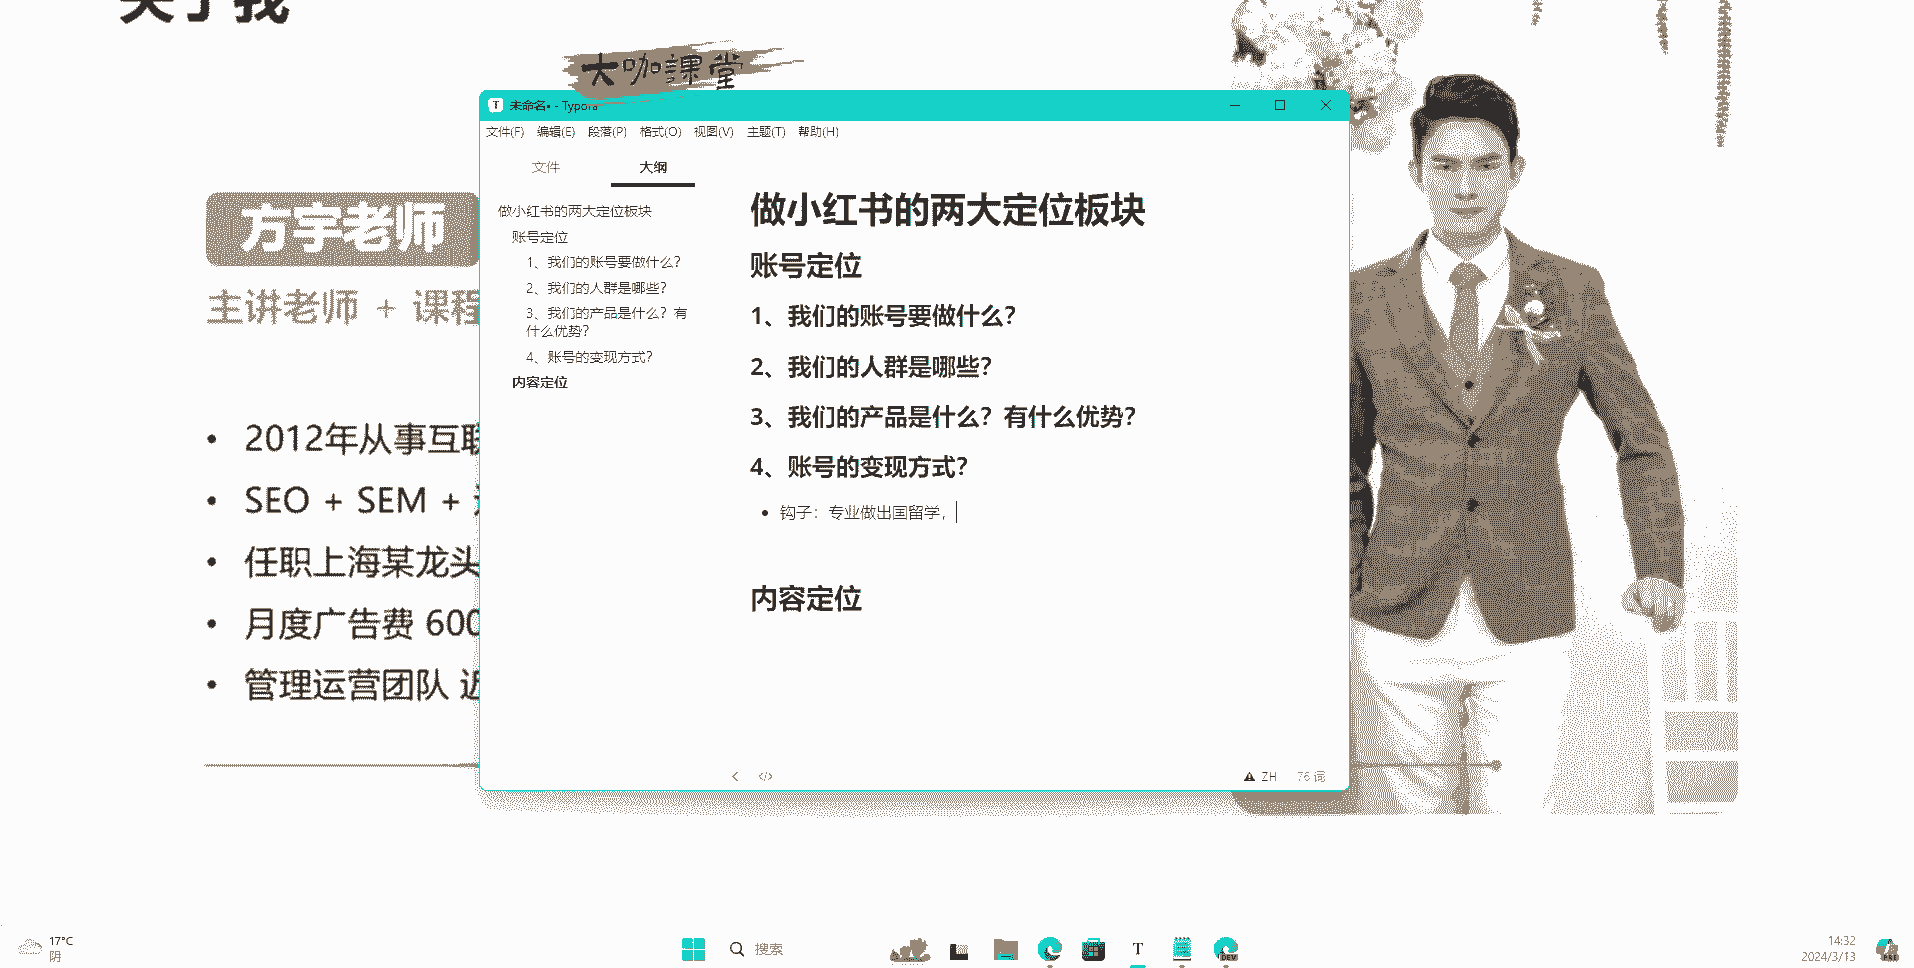 关于我
大咖課堂
未命名• - Typora
文件(F) 编辑(E) 段落(P) 格式(O) 视图(V) 主题(T) 帮助(H)
文件 大纲
做小红书的两大定位板块
账号定位
1、我们的账号要做什么？
2、我们的人群是哪些？
3、我们的产品是什么？有
什么优势？
4、账号的变现方式？
内容定位
做小红书的两大定位板块
账号定位
1、我们的账号要做什么？
2、我们的人群是哪些？
3、我们的产品是什么？有什么优势？
4、账号的变现方式？
• 钩子：专业做出国留学，
内容定位
ZH 76 词
方宇老师
主讲老师 + 课程
• 2012年从事互联
• SEO + SEM +
• 任职上海某龙头
• 月度广告费 600
• 管理运营团队 近
17°C
阴
搜索
T
DEV
14:32
2024/3/13
PRE